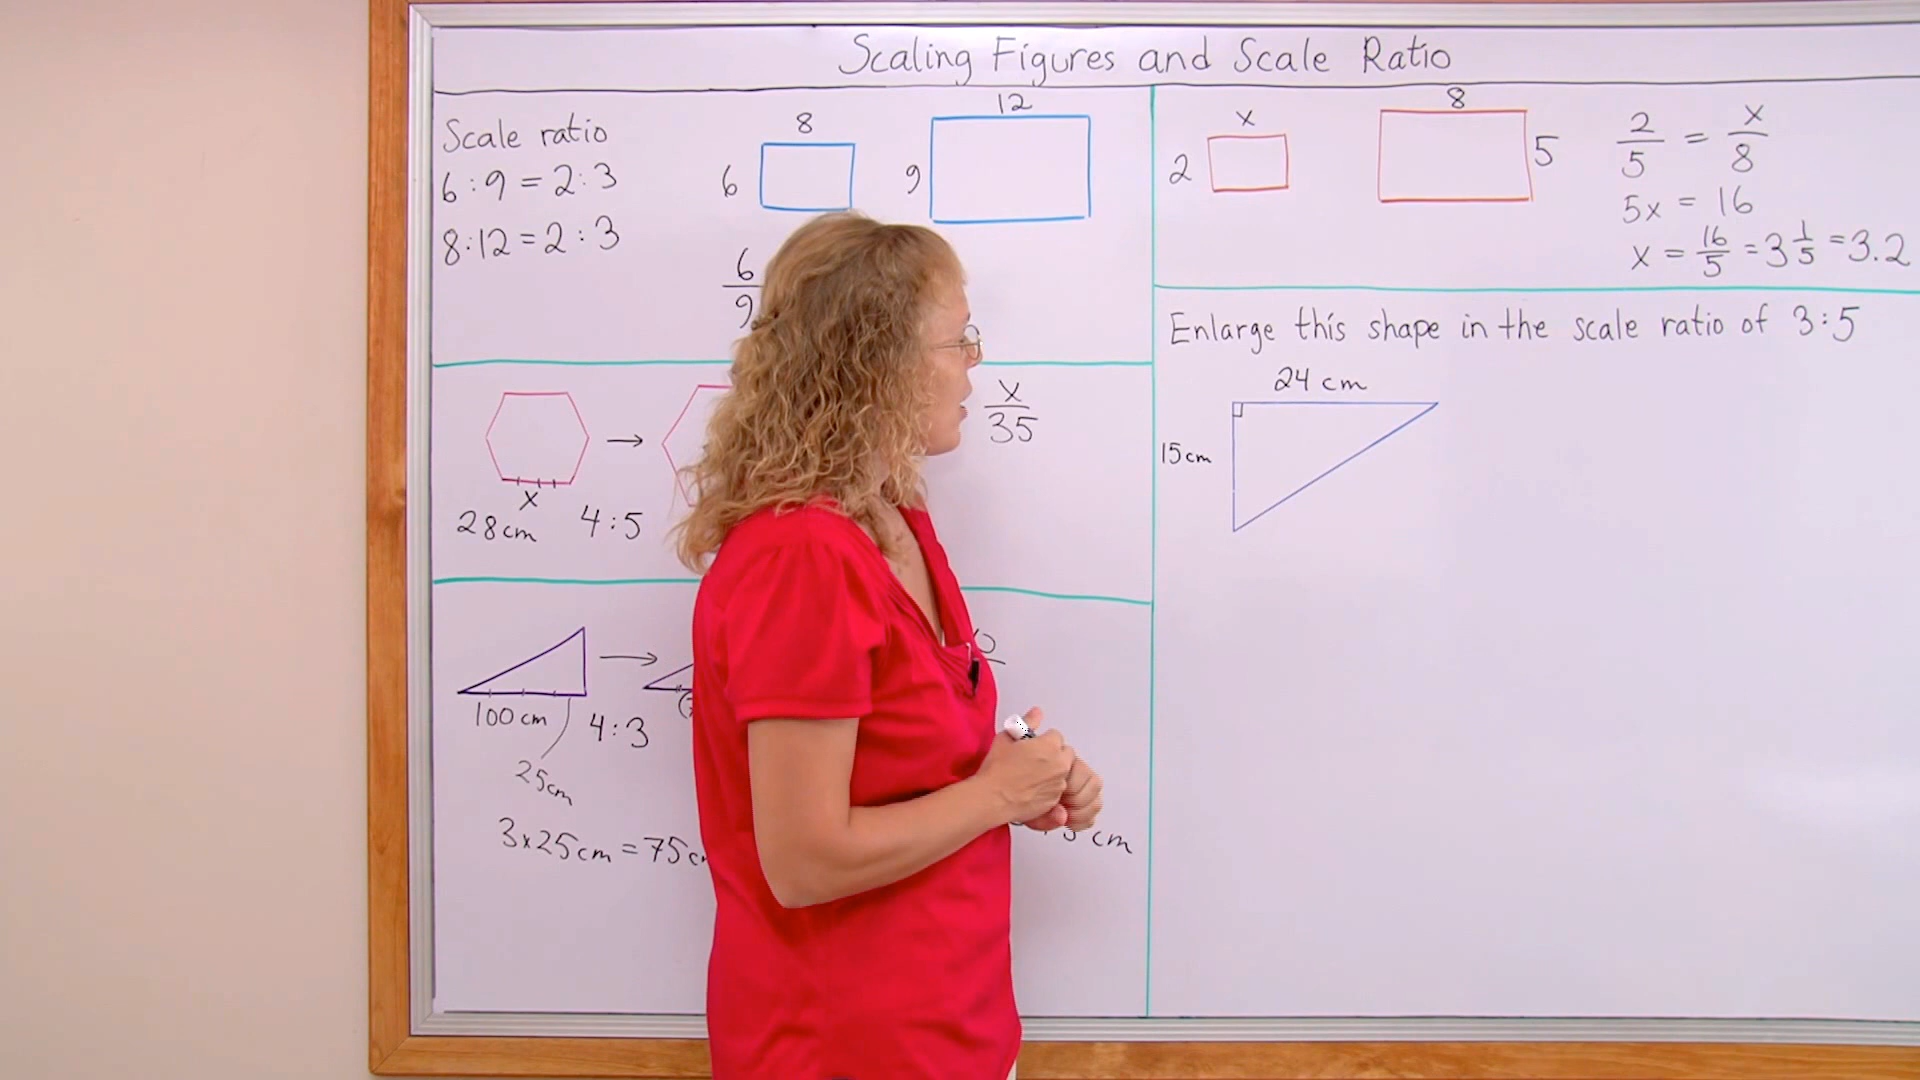 Scaling Figures and Scale Ratio
Scale ratio
6:9 = 2:3
8:12 = 2:3
8
6
12
9
6
9
x
28cm
4:5
x
35
100cm
4:3
25cm
3x25cm = 75c
cm
x
2
8
5
2/5 = x/8
5x = 16
x = 16/5 = 3 1/5 = 3.2
Enlarge this shape in the scale ratio of 3:5
24 cm
15cm